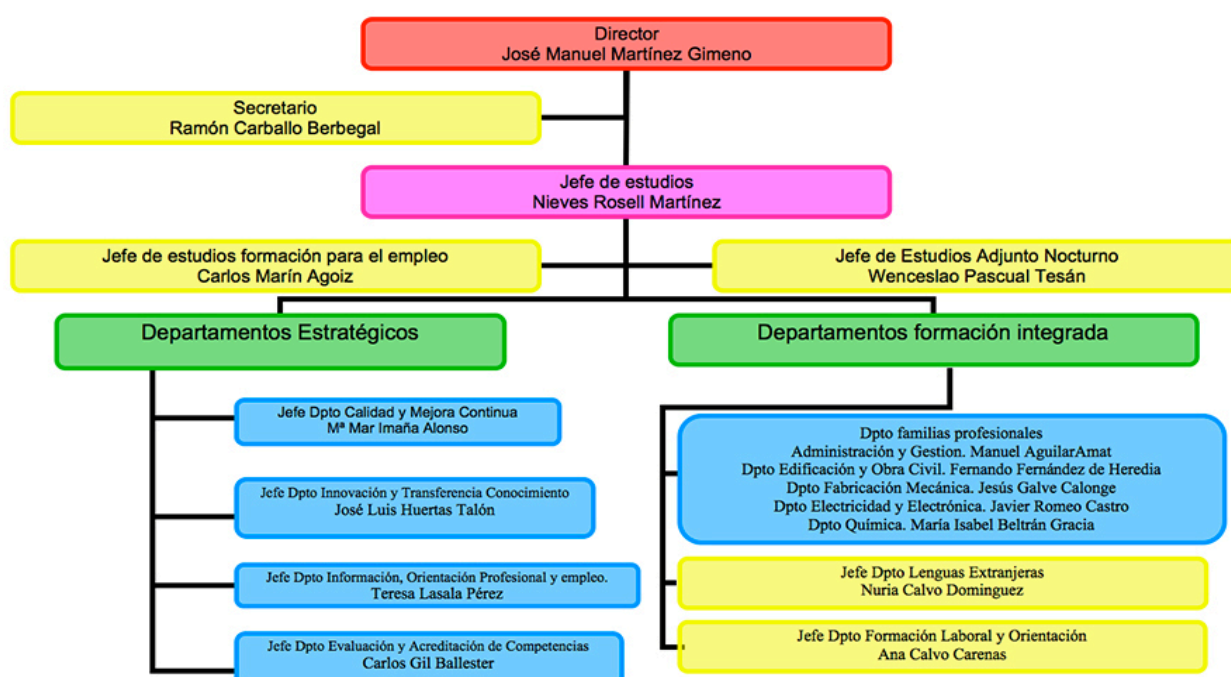 Director
José Manuel Martínez Gimeno
Secretario
Ramón Carballo Berbegal
Jefe de estudios
Nieves Rosell Martínez
Jefe de estudios formación para el empleo
Carlos Marín Agoiz
Jefe de Estudios Adjunto Nocturno
Wenceslao Pascual Tesán
Departamentos Estratégicos
Jefe Dpto Calidad y Mejora Continua
Mª Mar Imaña Alonso
Jefe Dpto Innovación y Transferencia Conocimiento
José Luis Huertas Talón
Jefe Dpto Información, Orientación Profesional y empleo.
Teresa Lasala Pérez
Jefe Dpto Evaluación y Acreditación de Competencias
Carlos Gil Ballester
Departamentos formación integrada
Dpto familias profesionales
Administración y Gestion. Manuel AguilarAmat
Dpto Edificación y Obra Civil. Fernando Fernández de Heredia
Dpto Fabricación Mecánica. Jesús Galve Calonge
Dpto Electricidad y Electrónica. Javier Romeo Castro
Dpto Química. María Isabel Beltrán Gracia
Jefe Dpto Lenguas Extranjeras
Nuria Calvo Dominguez
Jefe Dpto Formación Laboral y Orientación
Ana Calvo Carenas